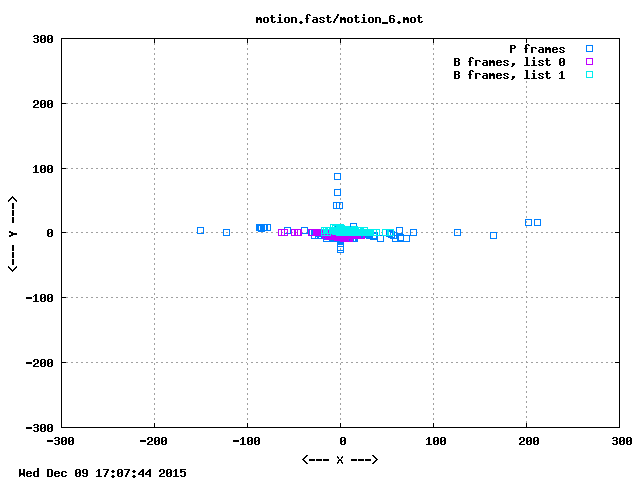 motion.fast/motion_6.mot
P frames
B frames, list 0
B frames, list 1
300
200
100
0
-100
-200
-300
<--- Y --->
-300 -200 -100 0 100 200 300
<--- X --->
Wed Dec 09 17:07:44 2015